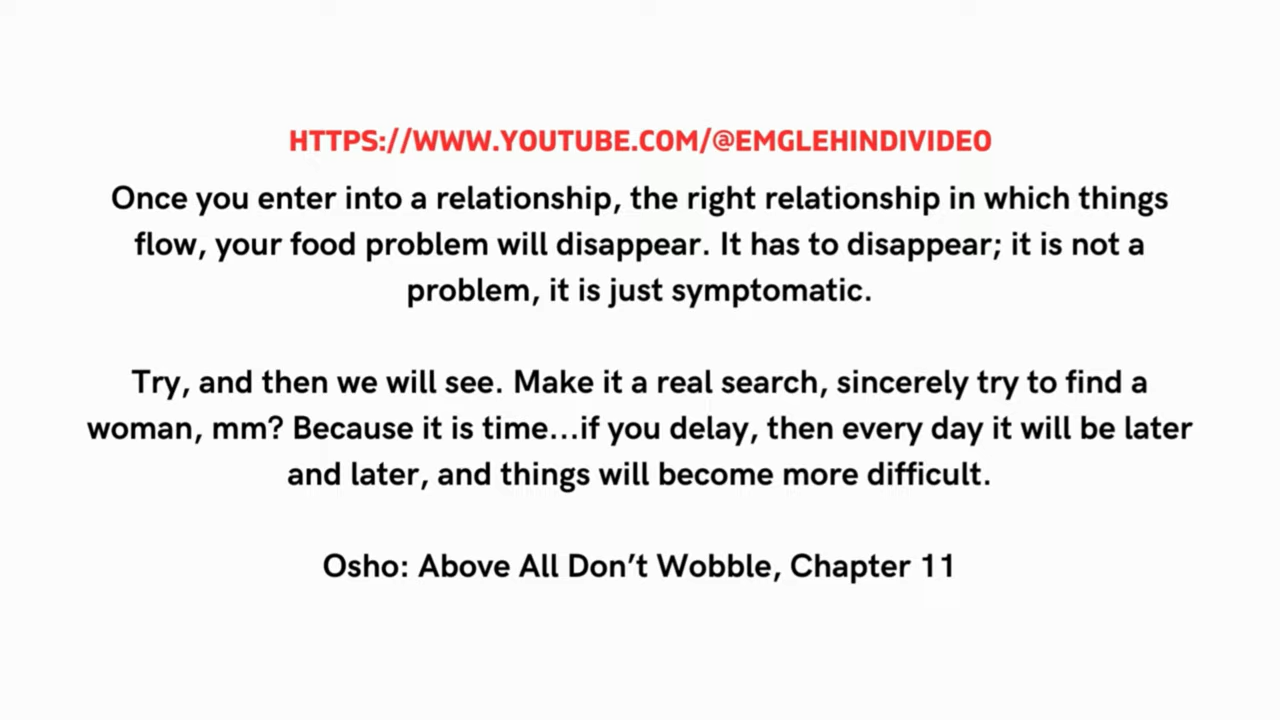 HTTPS://WWW.YOUTUBE.COM/@EMGLEHINDIVIDEO
Once you enter into a relationship, the right relationship in which things
flow, your food problem will disappear. It has to disappear; it is not a
problem, it is just symptomatic.
Try, and then we will see. Make it a real search, sincerely try to find a
woman, mm? Because it is time...if you delay, then every day it will be later
and later, and things will become more difficult.
Osho: Above All Don’t Wobble, Chapter 11